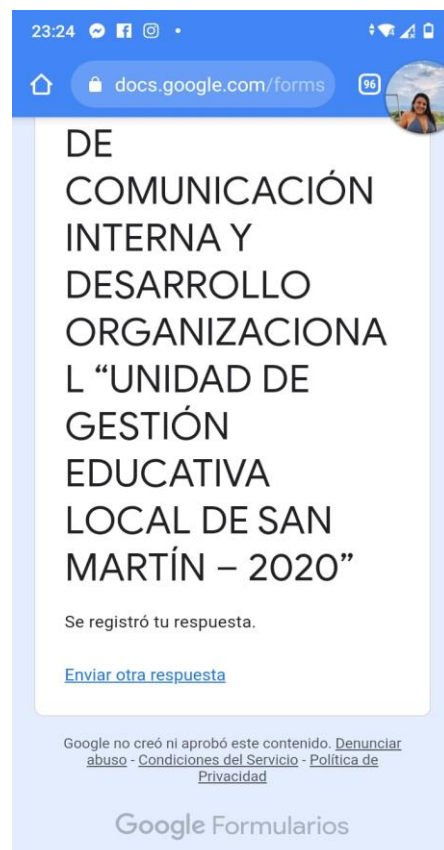 23:24
docs.google.com/forms
96
DE
COMUNICACIÓN
INTERNA Y
DESARROLLO
ORGANIZACIONA
L “UNIDAD DE
GESTIÓN
EDUCATIVA
LOCAL DE SAN
MARTÍN – 2020”
Se registró tu respuesta.
Enviar otra respuesta
Google no creó ni aprobó este contenido. Denunciar
abuso - Condiciones del Servicio - Política de
Privacidad
Google Formularios